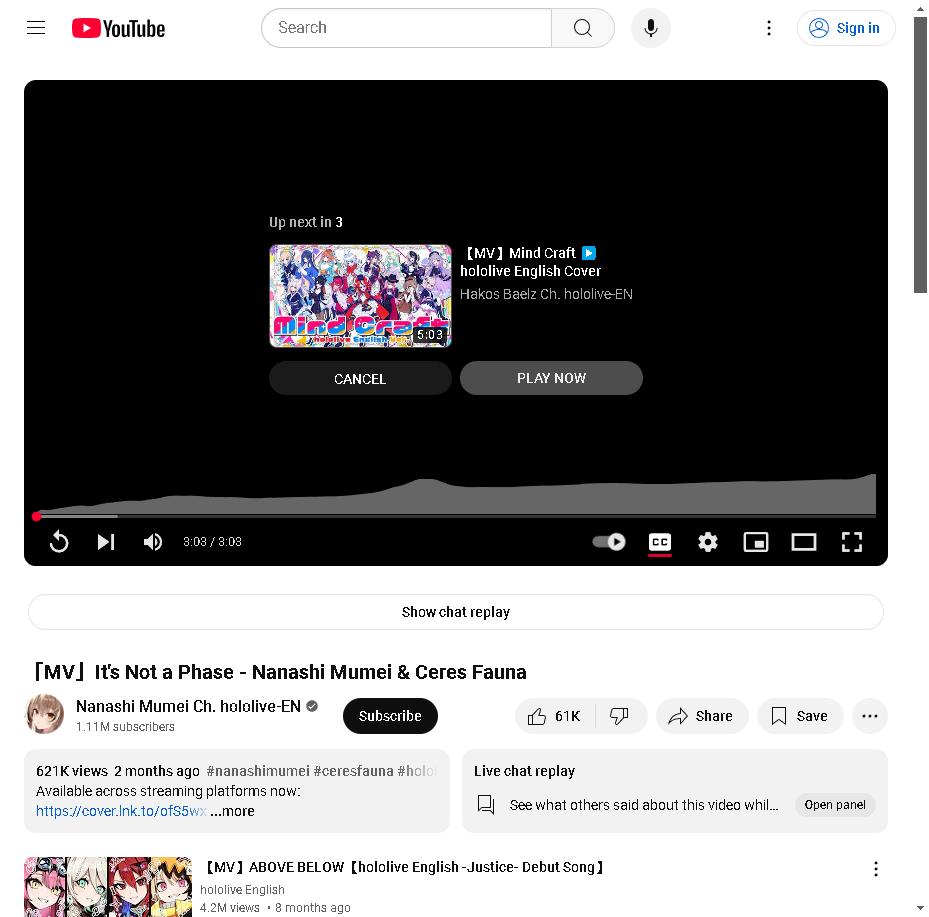 YouTube
Search
Sign in
Up next in 3
【MV】Mind Craft ▶️
hololive English Cover
Hakos Baelz Ch. hololive-EN
Mind Craft
hololive English Ver.
5:03
CANCEL
PLAY NOW
3:03 / 3:03
CC
Show chat replay
「MV」It's Not a Phase - Nanashi Mumei & Ceres Fauna
Nanashi Mumei Ch. hololive-EN
1.11M subscribers
Subscribe
61K
Share
Save
621K views 2 months ago #nanashimumei #ceresfauna #holol
Available across streaming platforms now:
https://cover.lnk.to/ofS5wx ...more
Live chat replay
See what others said about this video whil...
Open panel
【MV】ABOVE BELOW【hololive English -Justice- Debut Song】
hololive English
4.2M views • 8 months ago